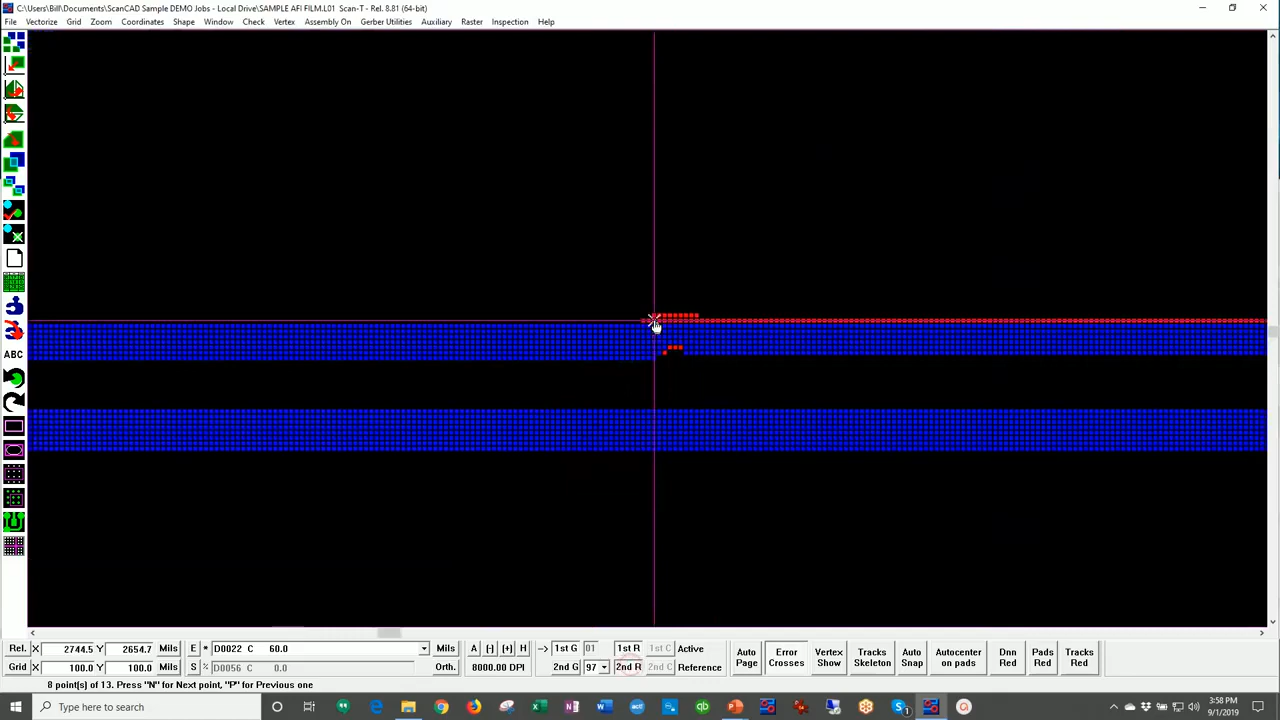 C:\Users\Bill\Documents\ScanCAD Sample DEMO Jobs - Local Drive\SAMPLE AFI FILM.L01 Scan-T - Rel. 8.81 (64-bit)
File Vectorize Grid Zoom Coordinates Shape Window Check Vertex Assembly On Gerber Utilities Auxiliary Raster Inspection Help
ABC
Rel. X 2744.5 Y 2654.7 Mils E * D0022 C 60.0 Mils A [-] [+] H -> 1st G 01 1st R 1st C Active
Grid X 100.0 Y 100.0 Mils S % D0056 C 0.0 Orth. 8000.00 DPI 2nd G 97 2nd R 2nd C Reference
Auto Page Error Crosses Vertex Show Tracks Skeleton Auto Snap Autocenter on pads Dnn Red Pads Red Tracks Red
8 point(s) of 13. Press "N" for Next point, "P" for Previous one
Type here to search
3:58 PM
9/1/2019